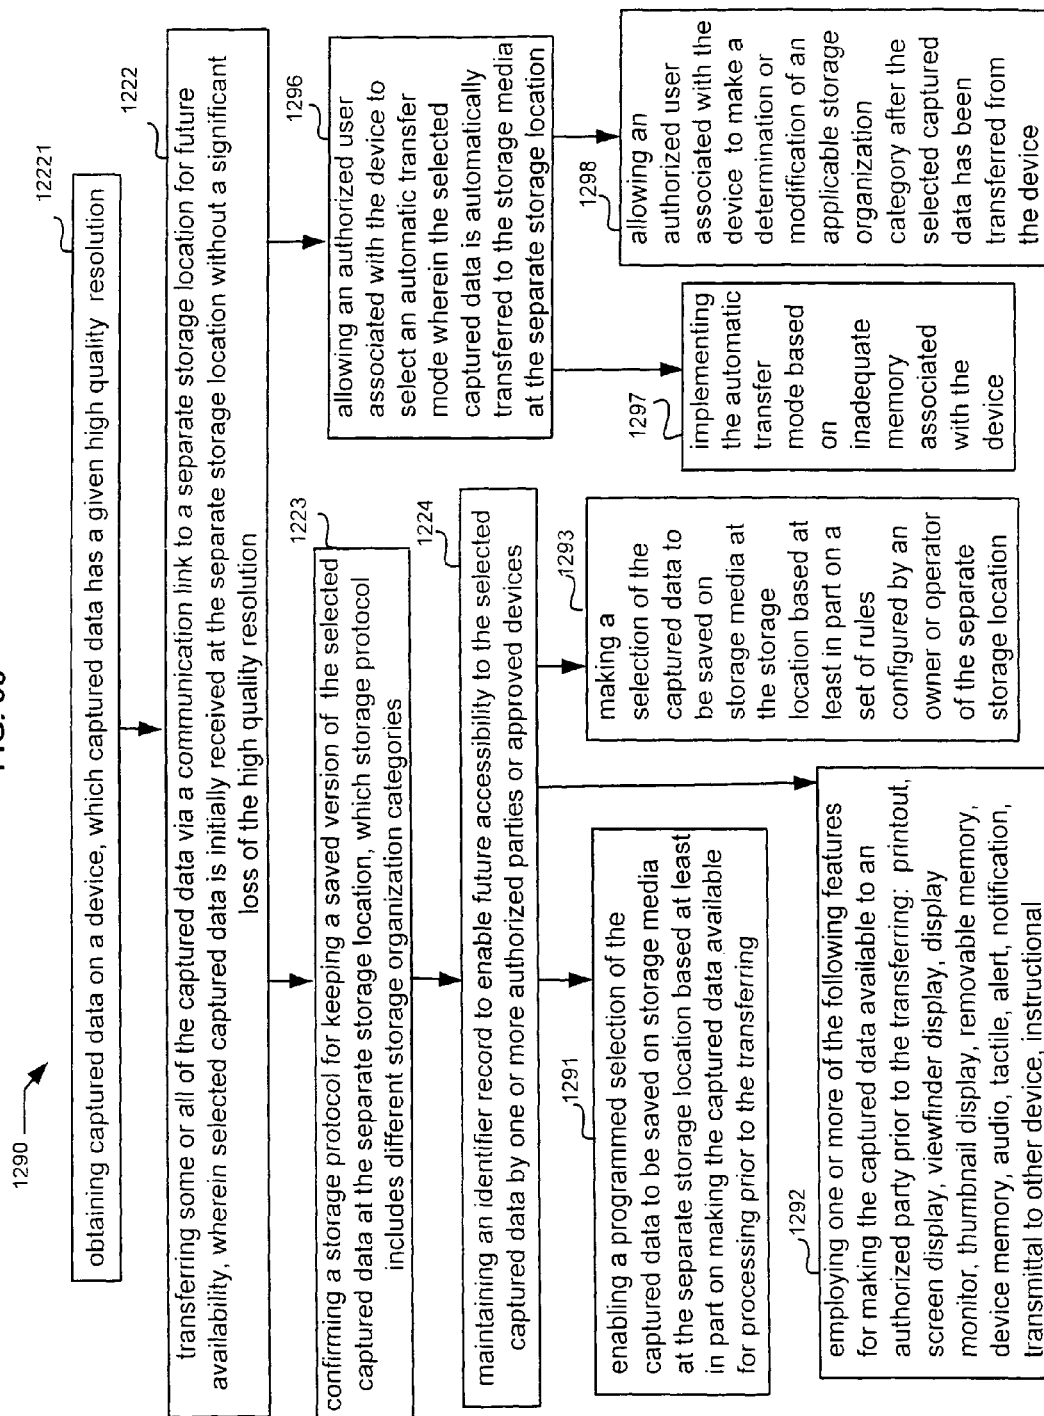 1290
12221
obtaining captured data on a device, which captured data has a given high quality resolution
1222
transferring some or all of the captured data via a communication link to a separate storage location for future
availability, wherein selected captured data is initially received at the separate storage location without a significant
loss of the high quality resolution
1223
confirming a storage protocol for keeping a saved version of the selected
captured data at the separate storage location, which storage protocol
includes different storage organization categories
1224
maintaining an identifier record to enable future accessibility to the selected
captured data by one or more authorized parties or approved devices
1296
allowing an authorized user
associated with the device to
select an automatic transfer
mode wherein the selected
captured data is automatically
transferred to the storage media
at the separate storage location
1291
enabling a programmed selection of the
captured data to be saved on storage media
at the separate storage location based at least
in part on making the captured data available
for processing prior to the transferring
1292
employing one or more of the following features
for making the captured data available to an
authorized party prior to the transferring: printout,
screen display, viewfinder display, display
monitor, thumbnail display, removable memory,
device memory, audio, tactile, alert, notification,
transmittal to other device, instructional
1293
making a
selection of the
captured data to
be saved on
storage media at
the storage
location based at
least in part on a
set of rules
configured by an
owner or operator
of the separate
storage location
1297
implementing
the automatic
transfer
mode based
on
inadequate
memory
associated
with the
device
1298
allowing an
authorized user
associated with the
device to make a
determination or
modification of an
applicable storage
organization
category after the
selected captured
data has been
transferred from
the device